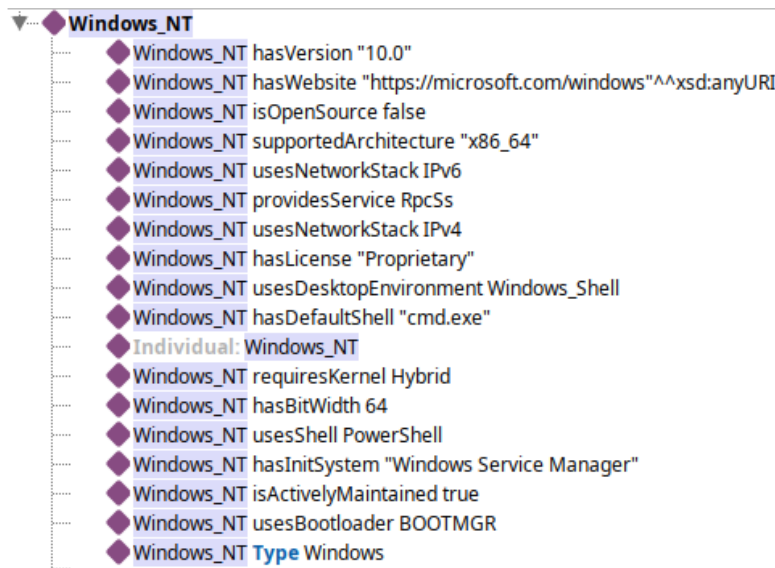 Windows_NT
Windows_NT hasVersion "10.0"
Windows_NT hasWebsite "https://microsoft.com/windows"^^xsd:anyURI
Windows_NT isOpenSource false
Windows_NT supportedArchitecture "x86_64"
Windows_NT usesNetworkStack IPv6
Windows_NT providesService RpcSs
Windows_NT usesNetworkStack IPv4
Windows_NT hasLicense "Proprietary"
Windows_NT usesDesktopEnvironment Windows_Shell
Windows_NT hasDefaultShell "cmd.exe"
Individual: Windows_NT
Windows_NT requiresKernel Hybrid
Windows_NT hasBitWidth 64
Windows_NT usesShell PowerShell
Windows_NT hasInitSystem "Windows Service Manager"
Windows_NT isActivelyMaintained true
Windows_NT usesBootloader BOOTMGR
Windows_NT Type Windows